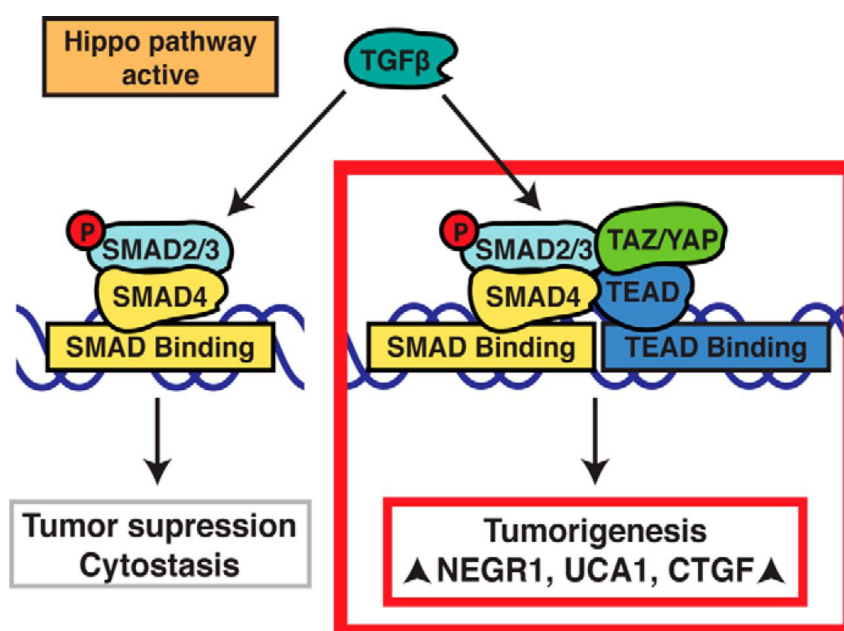 Hippo pathway
active
TGFβ
P
SMAD2/3
SMAD4
SMAD Binding
Tumor supression
Cytostasis
P
SMAD2/3
TAZ/YAP
SMAD4
TEAD
SMAD Binding
TEAD Binding
Tumorigenesis
▲NEGR1, UCA1, CTGF▲